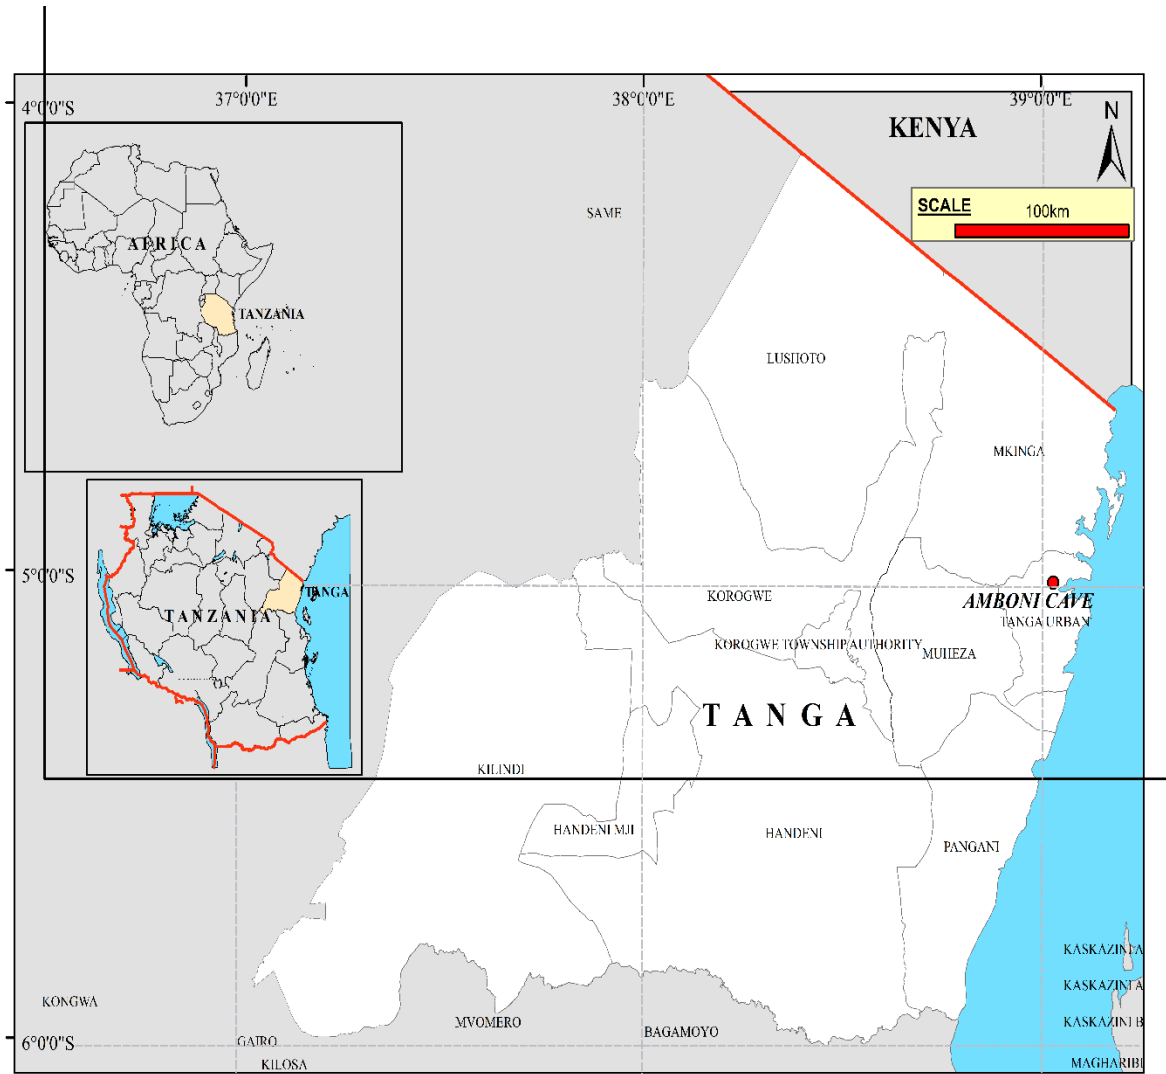 37°0'0"E
38°0'0"E
39°0'0"E
4°0'0"S
N
KENYA
SCALE
100km
SAME
AFRICA
TANZANIA
LUSHOTO
MKINGA
5°0'0"S
TANGA
TANZANIA
KOROGWE
AMBONI CAVE
TANGA URBAN
KOROGWE TOWNSHIP AUTHORITY
MUHEZA
TANGA
KILINDI
HANDENI MJI
HANDENI
PANGANI
KASKAZINI A
KASKAZINI A
KONGWA
MVOMERO
BAGAMOYO
KASKAZINI B
6°0'0"S
GAIRO
KILOSA
MAGHARIBI